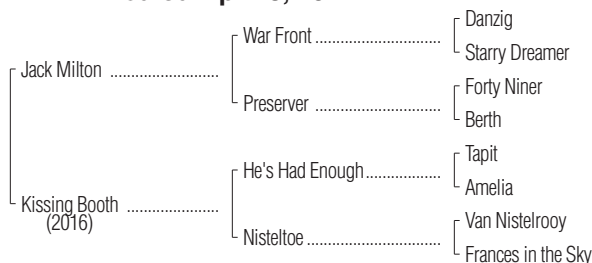 Danzig
War Front
Starry Dreamer
Jack Milton
Forty Niner
Preserver
Berth
Tapit
He's Had Enough
Amelia
Kissing Booth
(2016)
Van Nistelrooy
Nisteltoe
Frances in the Sky